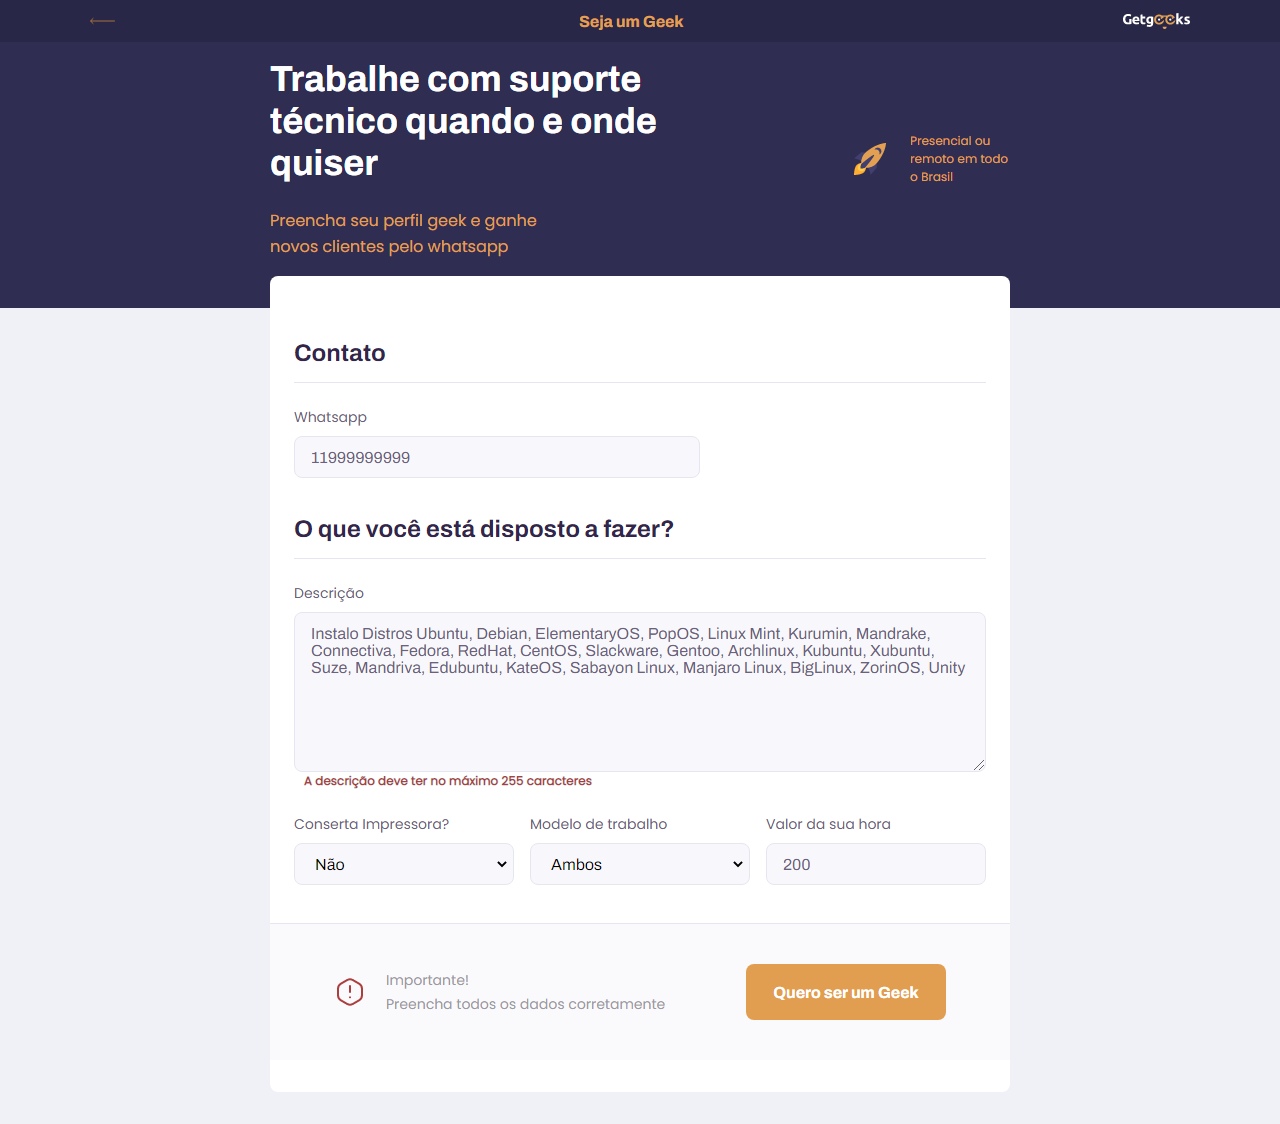 Seja um Geek
Getgeeks
Trabalhe com suporte
técnico quando e onde
quiser
Presencial ou
remoto em todo
o Brasil
Preencha seu perfil geek e ganhe
novos clientes pelo whatsapp
Contato
Whatsapp
11999999999
O que você está disposto a fazer?
Descrição
Instalo Distros Ubuntu, Debian, ElementaryOS, PopOS, Linux Mint, Kurumin, Mandrake,
Connectiva, Fedora, RedHat, CentOS, Slackware, Gentoo, Archlinux, Kubuntu, Xubuntu,
Suze, Mandriva, Edubuntu, KateOS, Sabayon Linux, Manjaro Linux, BigLinux, ZorinOS, Unity
A descrição deve ter no máximo 255 caracteres
Conserta Impressora? Modelo de trabalho Valor da sua hora
Não Ambos 200
Importante!
Preencha todos os dados corretamente
Quero ser um Geek